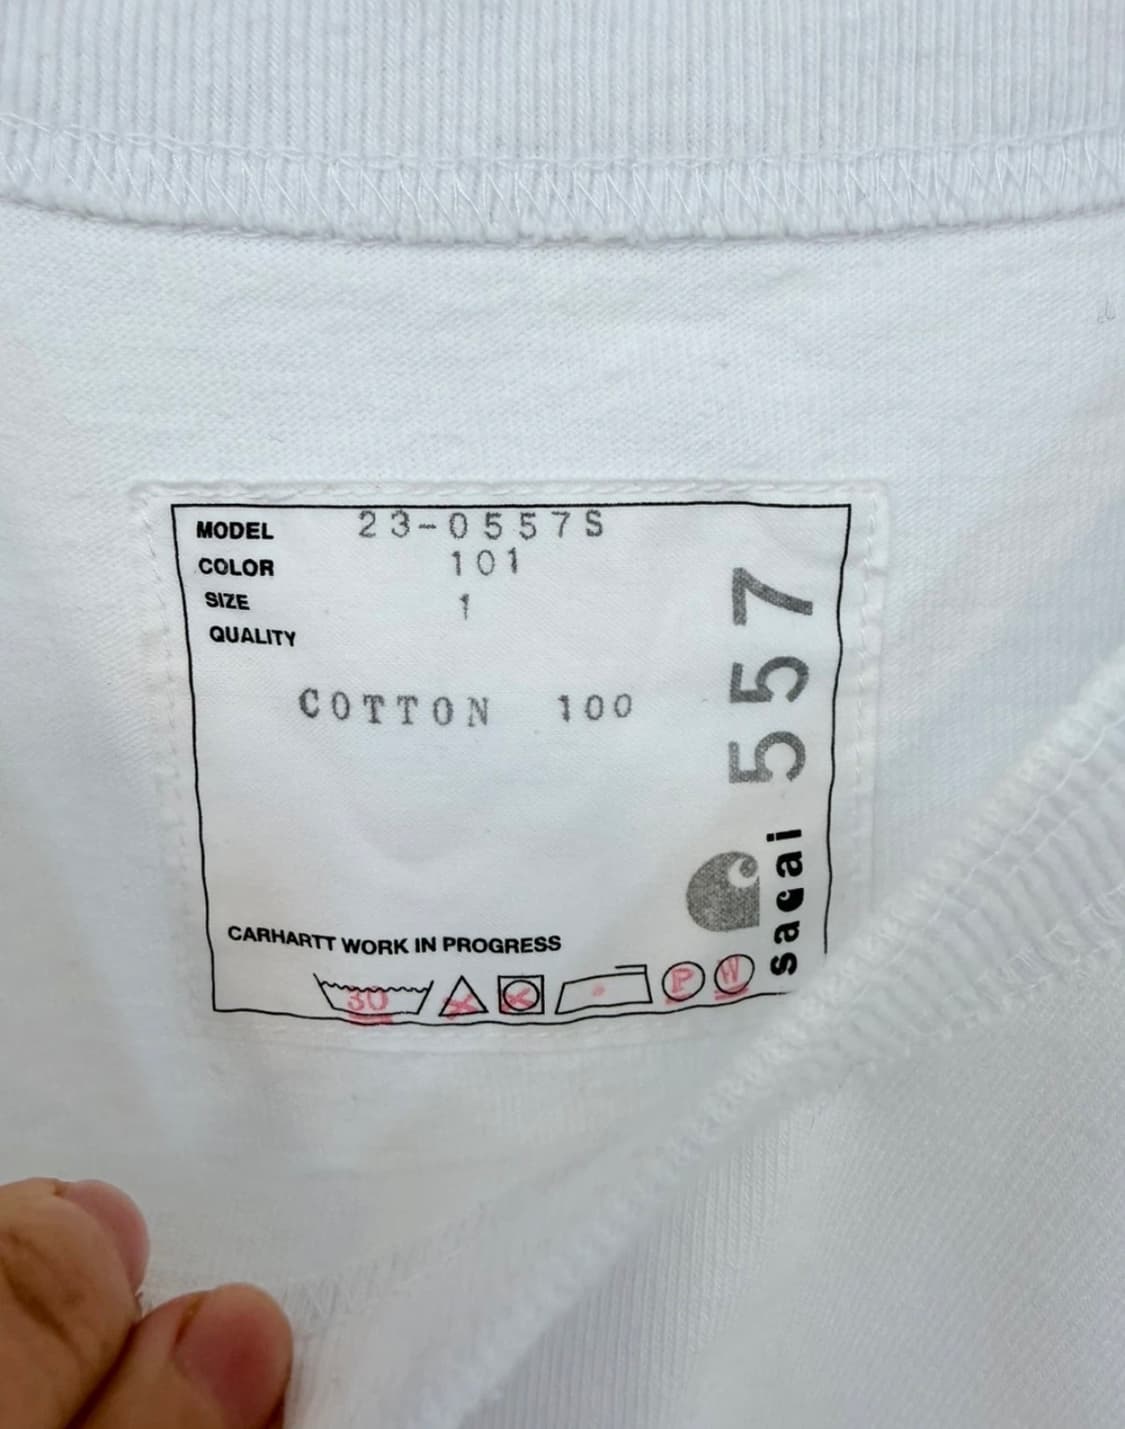 MODEL 23-0557S
COLOR 101
SIZE 1
QUALITY
COTTON 100
CARHARTT WORK IN PROGRESS
30
P W
sacai 557